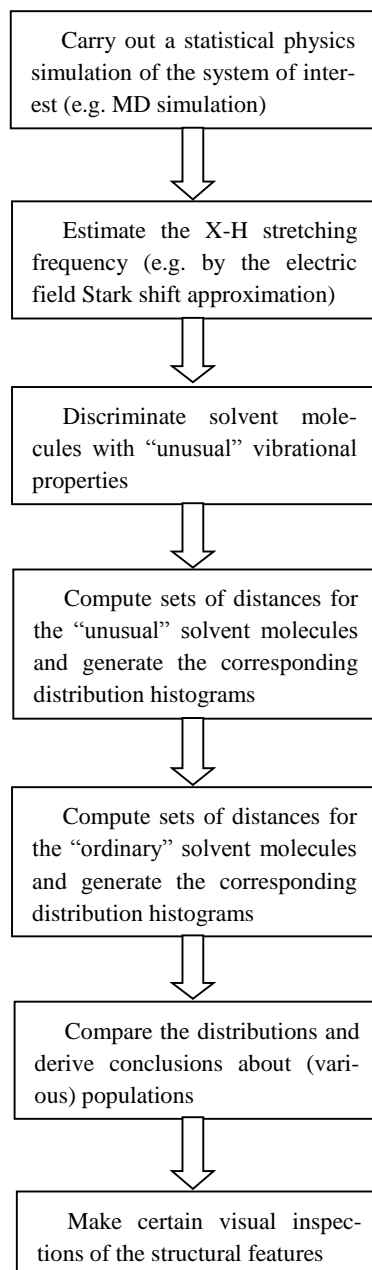 Carry out a statistical physics
simulation of the system of inter-
est (e.g. MD simulation)
Estimate the X-H stretching
frequency (e.g. by the electric
field Stark shift approximation)
Discriminate solvent mole-
cules with “unusual” vibrational
properties
Compute sets of distances for
the “unusual” solvent molecules
and generate the corresponding
distribution histograms
Compute sets of distances for
the “ordinary” solvent molecules
and generate the corresponding
distribution histograms
Compare the distributions and
derive conclusions about (vari-
ous) populations
Make certain visual inspec-
tions of the structural features